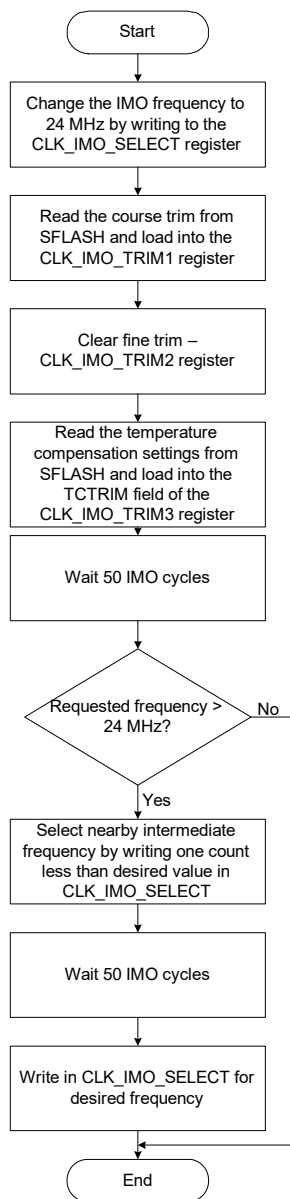 Start
Change the IMO frequency to
24 MHz by writing to the
CLK_IMO_SELECT register
Read the course trim from
SFLASH and load into the
CLK_IMO_TRIM1 register
Clear fine trim –
CLK_IMO_TRIM2 register
Read the temperature
compensation settings from
SFLASH and load into the
TCTRIM field of the
CLK_IMO_TRIM3 register
Wait 50 IMO cycles
Requested frequency >
24 MHz?
No
Yes
Select nearby intermediate
frequency by writing one count
less than desired value in
CLK_IMO_SELECT
Wait 50 IMO cycles
Write in CLK_IMO_SELECT for
desired frequency
End